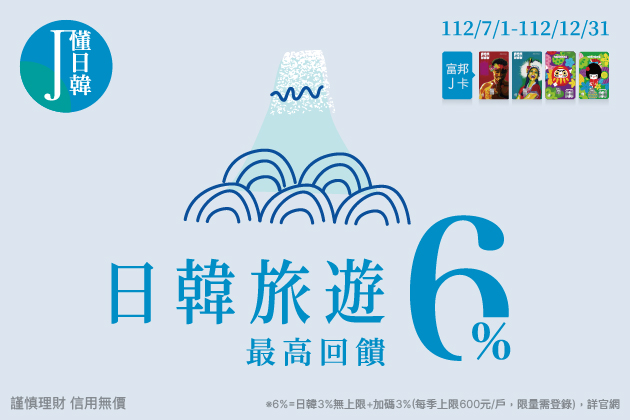 J懂日韓
112/7/1-112/12/31
富邦
J卡
日韓旅遊 6%
最高回饋
謹慎理財 信用無價
※6%=日韓3%無上限+加碼3%(每季上限600元/戶，限量需登錄)，詳官網